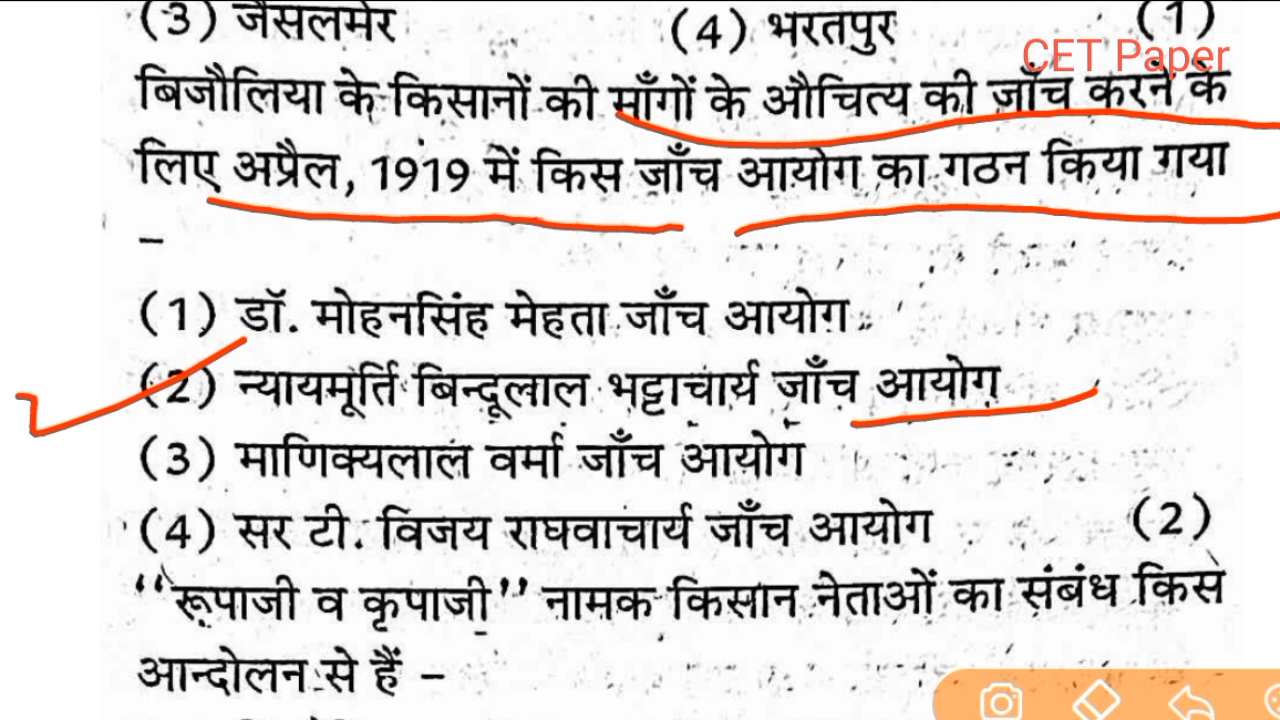 (3) जैसलमेर (4) भरतपुर (1)
CET Paper
बिजौलिया के किसानों की माँगों के औचित्य की जाँच करने के
लिए अप्रैल, 1919 में किस जाँच आयोग का गठन किया गया
–
(1) डॉ. मोहनसिंह मेहता जाँच आयोग
(2) न्यायमूर्ति बिन्दूलाल भट्टाचार्य जाँच आयोग
(3) माणिक्यलाल वर्मा जाँच आयोग
(4) सर टी. विजय राघवाचार्य जाँच आयोग (2)
“रूपाजी व कृपाजी” नामक किसान नेताओं का संबंध किस
आन्दोलन से हैं –